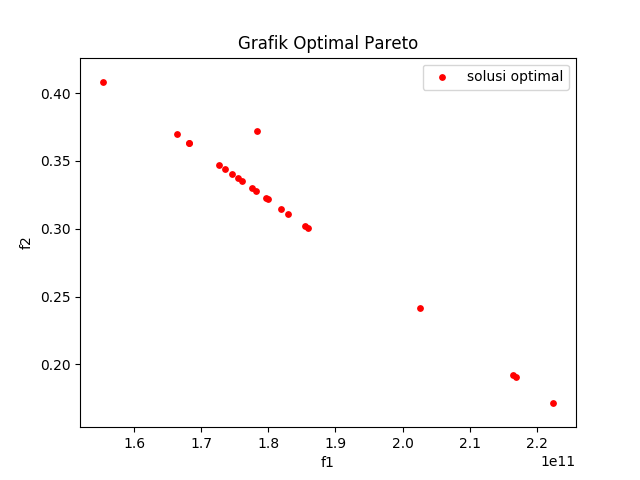 Grafik Optimal Pareto
solusi optimal
0.40
0.35
0.30
0.25
0.20
f2
1.6 1.7 1.8 1.9 2.0 2.1 2.2
f1
1e11